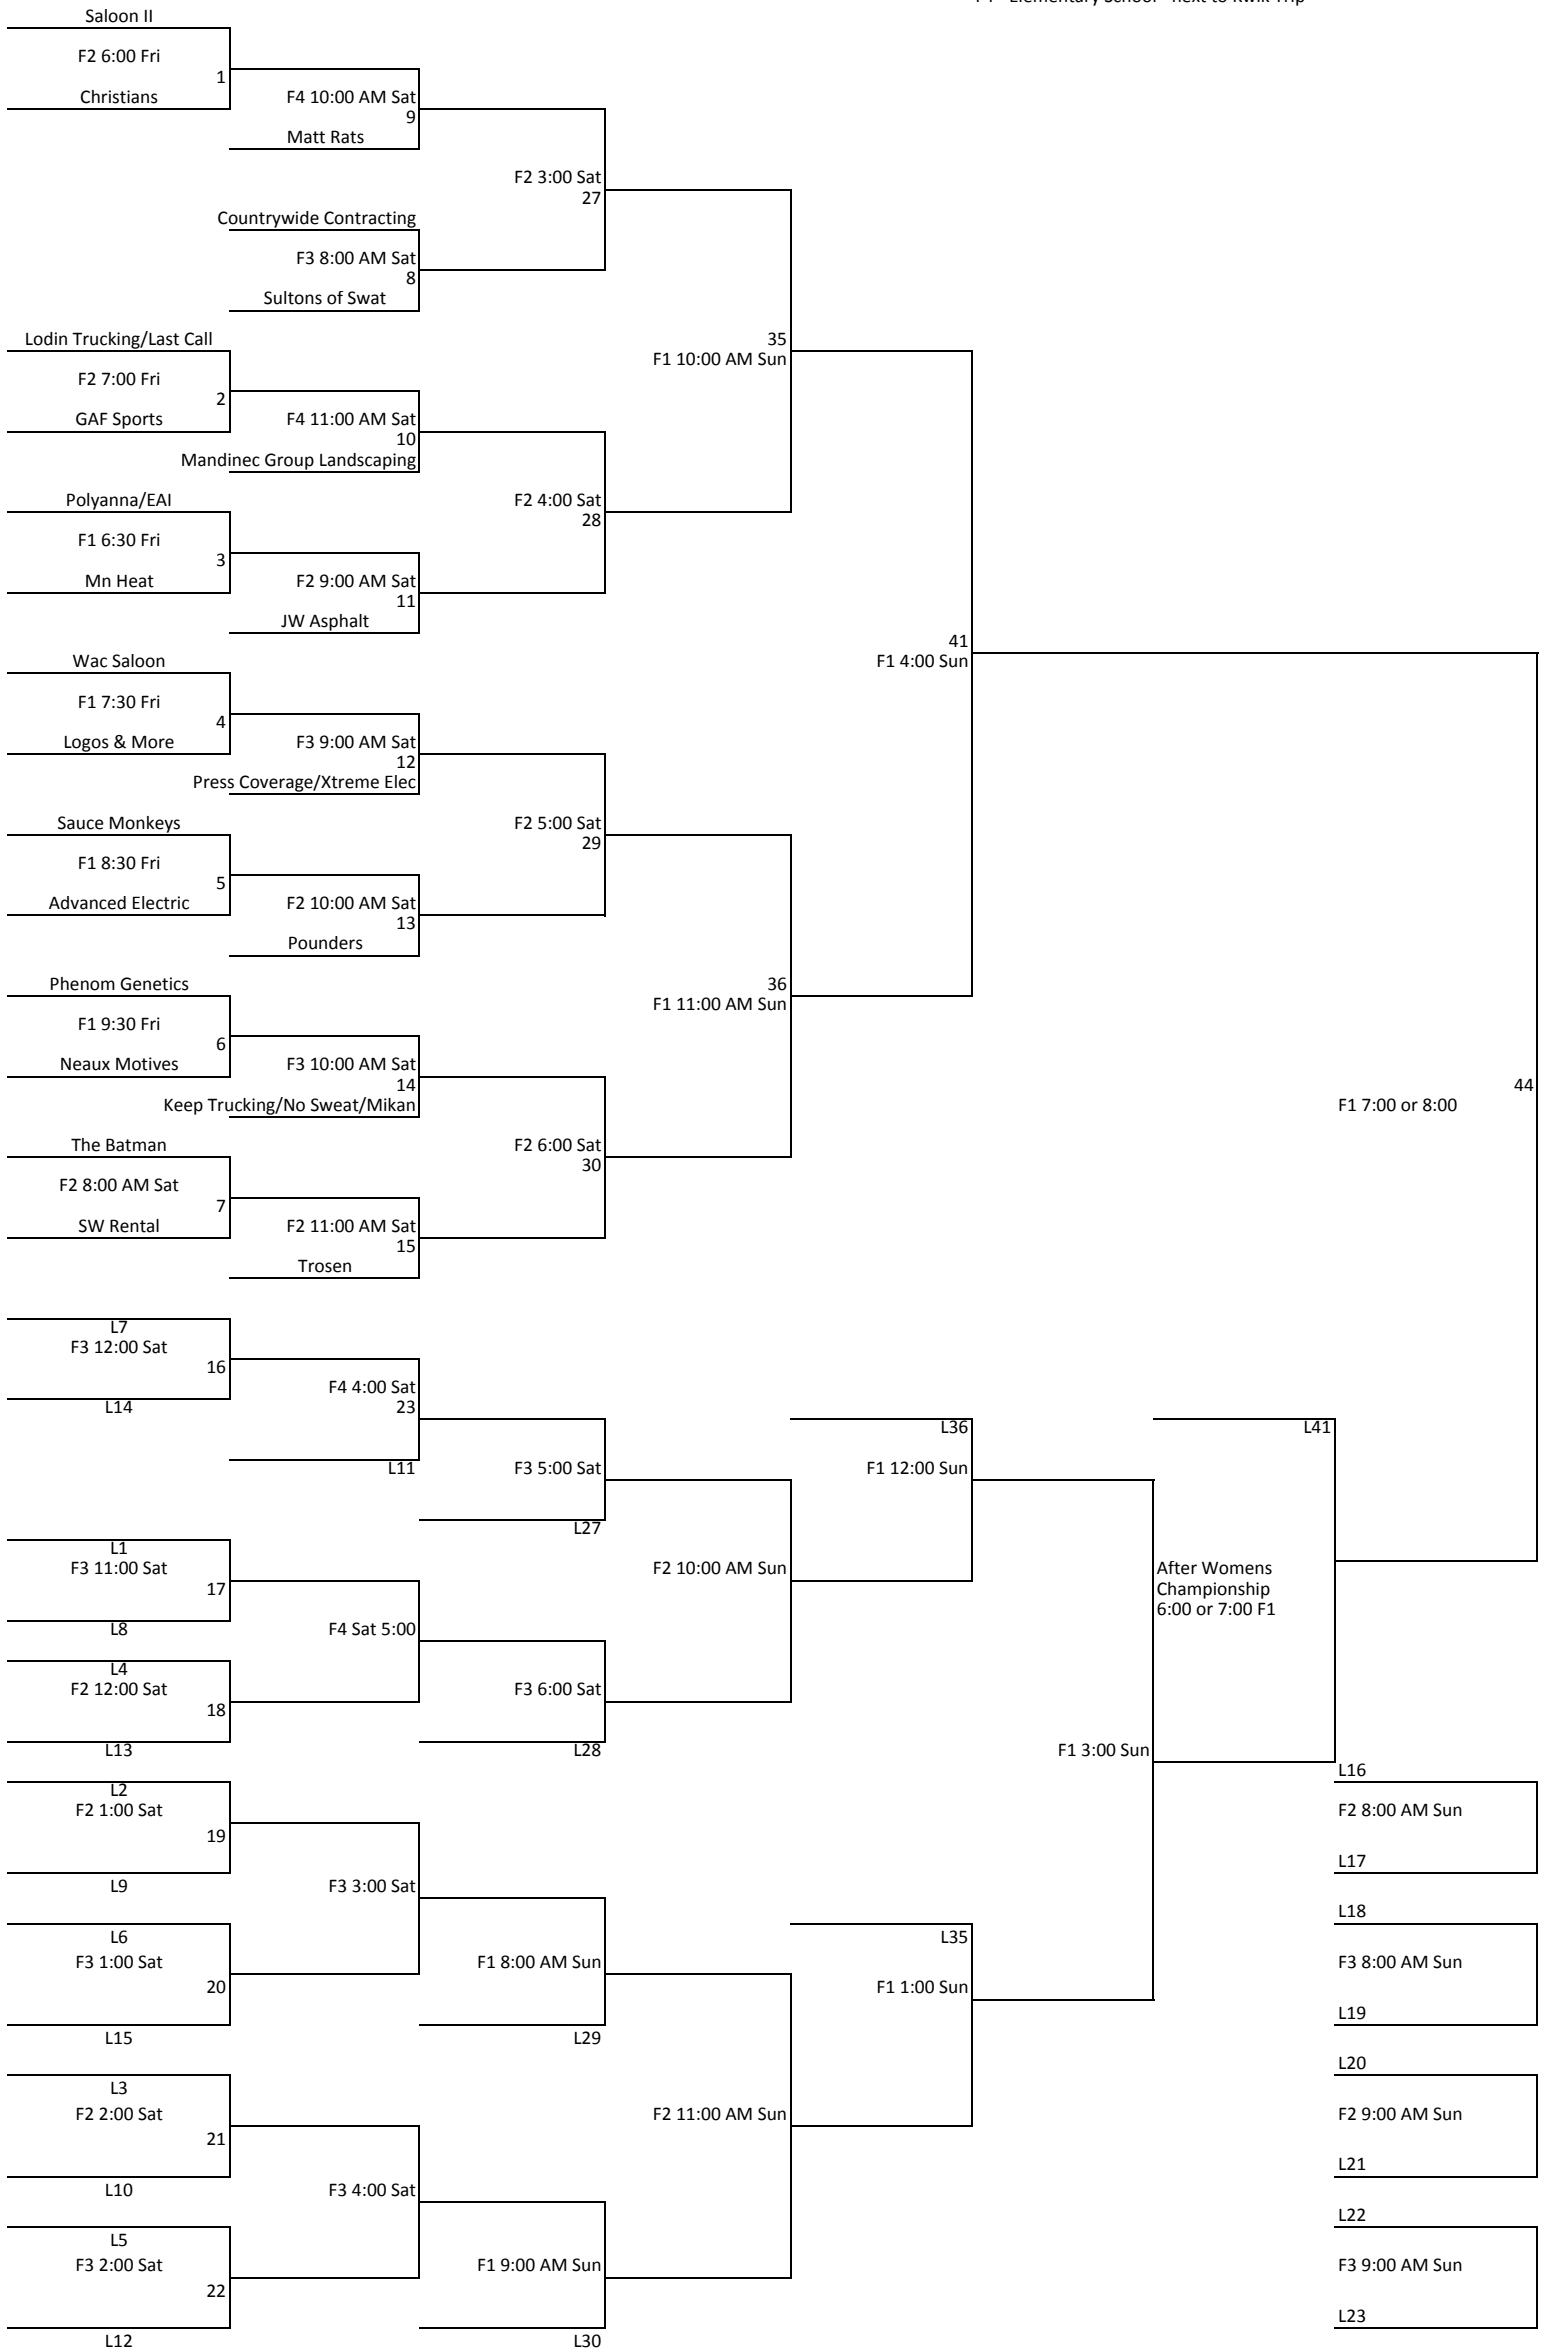 F4 - Elementary School - next to Kwik Trip
Saloon II
F2 6:00 Fri
1
Christians
F4 10:00 AM Sat
9
Matt Rats
F2 3:00 Sat
27
Countrywide Contracting
F3 8:00 AM Sat
8
Sultons of Swat
Lodin Trucking/Last Call
F2 7:00 Fri
2
GAF Sports
F4 11:00 AM Sat
10
Mandinec Group Landscaping
35
F1 10:00 AM Sun
Polyanna/EAI
F1 6:30 Fri
3
Mn Heat
F2 4:00 Sat
28
F2 9:00 AM Sat
11
JW Asphalt
41
F1 4:00 Sun
Wac Saloon
F1 7:30 Fri
4
Logos & More
F3 9:00 AM Sat
12
Press Coverage/Xtreme Elec
Sauce Monkeys
F1 8:30 Fri
5
Advanced Electric
F2 5:00 Sat
29
F2 10:00 AM Sat
13
Pounders
Phenom Genetics
F1 9:30 Fri
6
Neaux Motives
36
F1 11:00 AM Sun
F3 10:00 AM Sat
14
Keep Trucking/No Sweat/Mikan
44
F1 7:00 or 8:00
The Batman
F2 8:00 AM Sat
7
SW Rental
F2 6:00 Sat
30
F2 11:00 AM Sat
15
Trosen
L7
F3 12:00 Sat
16
L14
F4 4:00 Sat
23
L11
L36
F1 12:00 Sun
L41
F3 5:00 Sat
L27
L1
F3 11:00 Sat
17
L8
F2 10:00 AM Sun
After Womens
Championship
6:00 or 7:00 F1
F4 Sat 5:00
L4
F2 12:00 Sat
18
L13
F3 6:00 Sat
L28
F1 3:00 Sun
L2
F2 1:00 Sat
19
L9
L16
F2 8:00 AM Sun
L17
F3 3:00 Sat
L6
F3 1:00 Sat
20
L15
F1 8:00 AM Sun
L29
L35
F1 1:00 Sun
L18
F3 8:00 AM Sun
L19
L3
F2 2:00 Sat
21
L10
F2 11:00 AM Sun
L20
F2 9:00 AM Sun
L21
F3 4:00 Sat
L5
F3 2:00 Sat
22
L12
F1 9:00 AM Sun
L30
L22
F3 9:00 AM Sun
L23